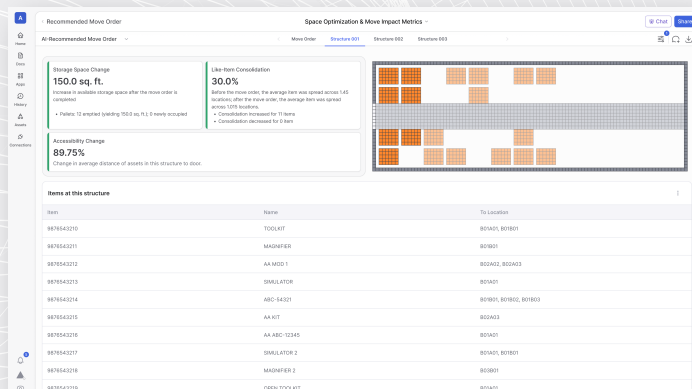 A
‹ Recommended Move Order
Space Optimization & Move Impact Metrics
Chat
Share
Home
Docs
Apps
History
Assets
Connections
AI-Recommended Move Order
Move Order
Structure 001
Structure 002
Structure 003
Storage Space Change
150.0 sq. ft.
Increase in available storage space after the move order is
completed
• Pallets: 12 emptied (yielding 150.0 sq. ft.); 0 newly occupied
Like-Item Consolidation
30.0%
Before the move order, the average item was spread across 1.45
locations; after the move order, the average item was spread
across 1.015 locations.
• Consolidation increased for 11 items
• Consolidation decreased for 0 item
Accessibility Change
89.75%
Change in average distance of assets in this structure to door.
Items at this structure
Item Name To Location
9876543210 TOOLKIT B01A01, B01B01
9876543211 MAGNIFIER B01B01
9876543212 AA MOD 1 B02A02, B02A03
9876543213 SIMULATOR B01A01
9876543214 ABC-54321 B01B01, B01B02, B01B03
9876543215 AA KIT B02A03
9876543216 AA ABC-12345 B01A01
9876543217 SIMULATOR 2 B01A01, B01B01
9876543218 MAGNIFIER 2 B03B01
9876543219 OPEN TOOLKIT B01A01